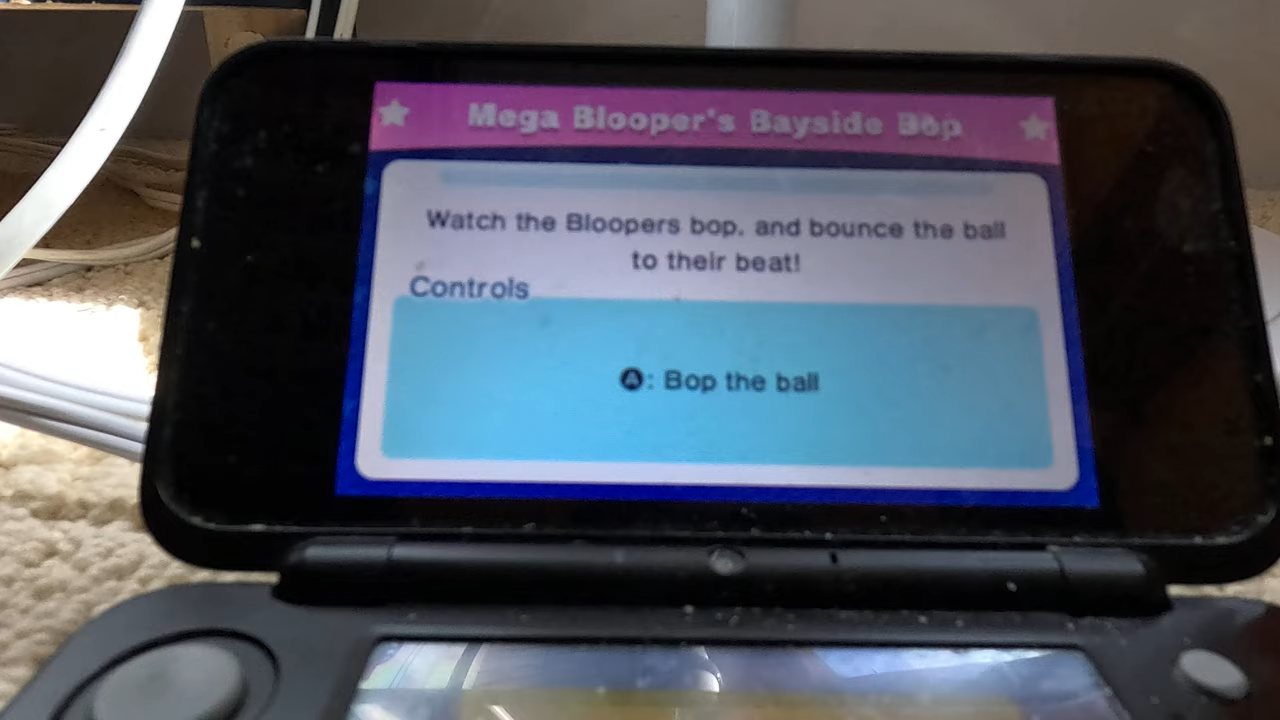 Mega Blooper's Bayside Bop
Watch the Bloopers bop, and bounce the ball
to their beat!
Controls
A: Bop the ball